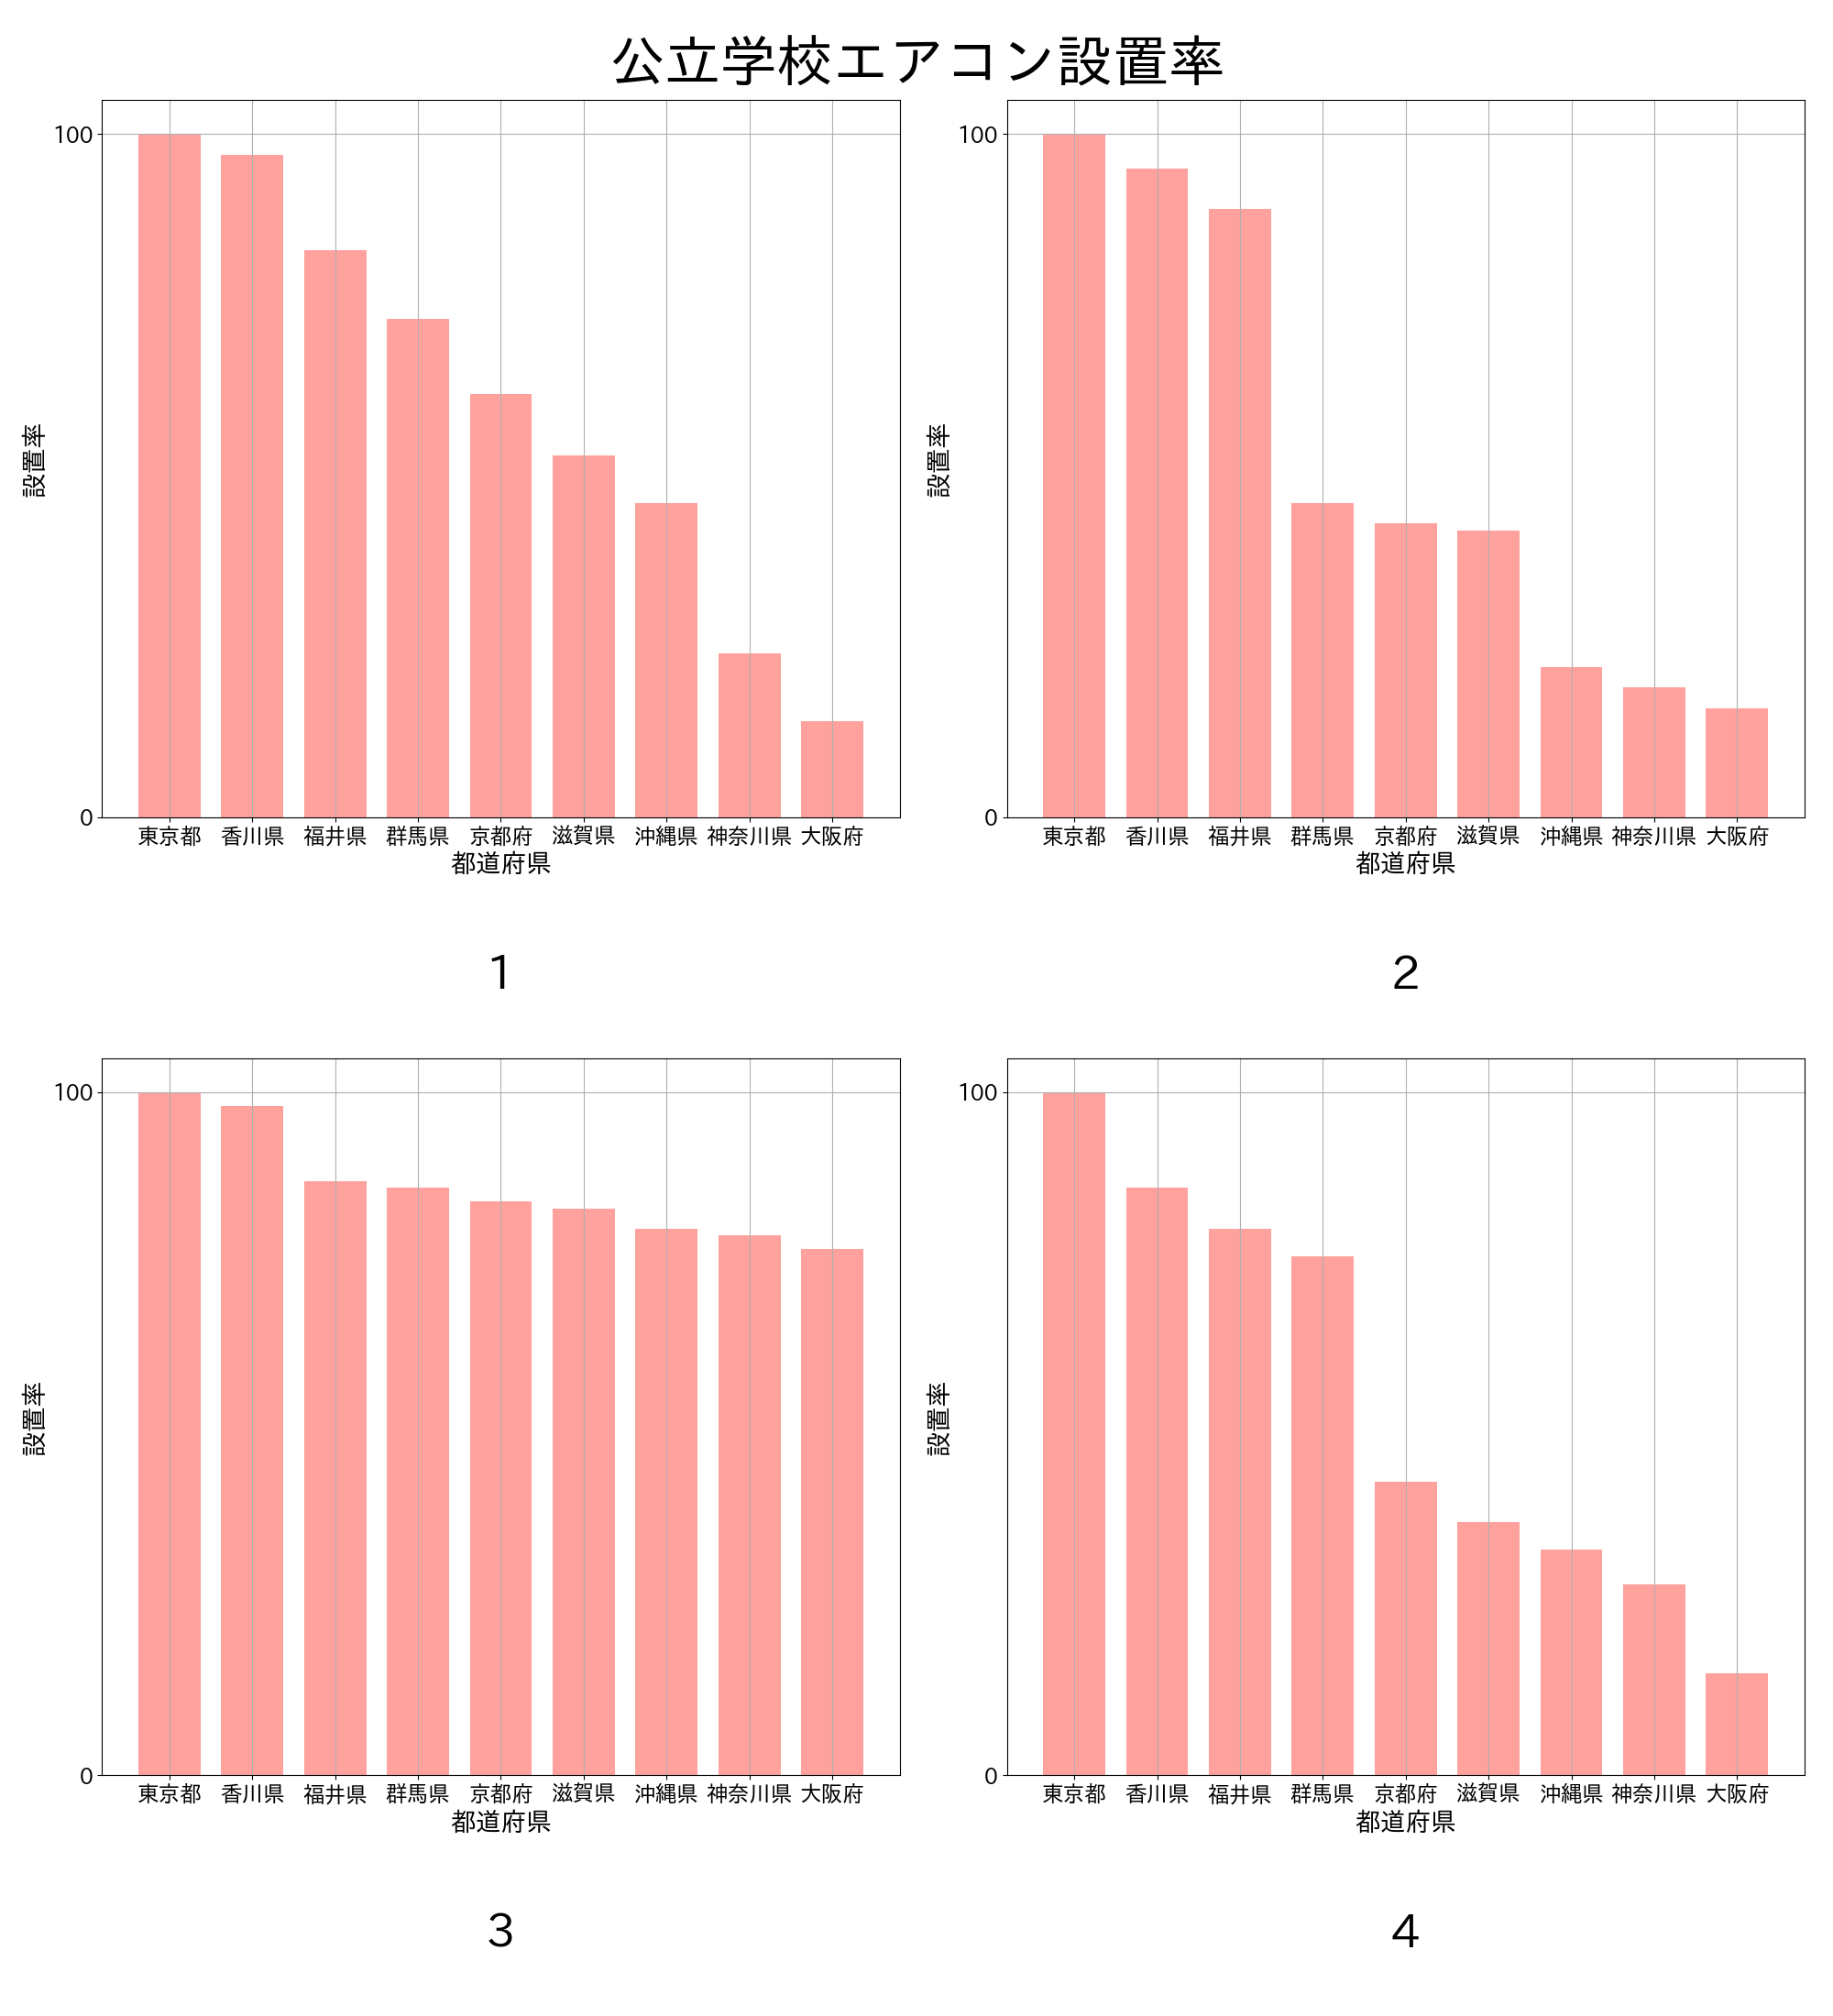 公立学校エアコン設置率
100
0
設置率
東京都 香川県 福井県 群馬県 京都府 滋賀県 沖縄県 神奈川県 大阪府
都道府県
1
100
0
設置率
東京都 香川県 福井県 群馬県 京都府 滋賀県 沖縄県 神奈川県 大阪府
都道府県
2
100
0
設置率
東京都 香川県 福井県 群馬県 京都府 滋賀県 沖縄県 神奈川県 大阪府
都道府県
3
100
0
設置率
東京都 香川県 福井県 群馬県 京都府 滋賀県 沖縄県 神奈川県 大阪府
都道府県
4